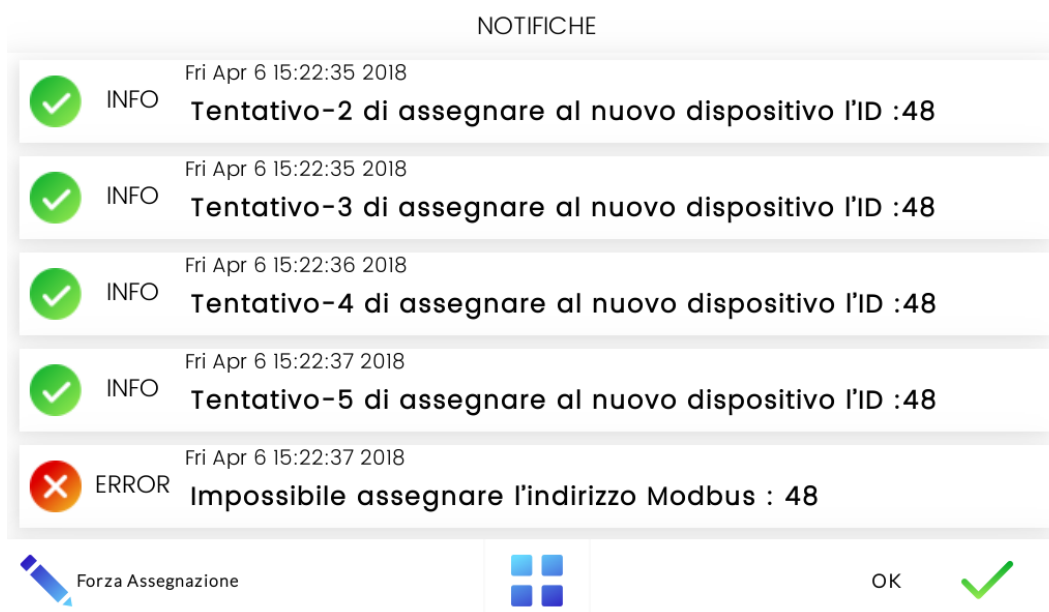 NOTIFICHE
Fri Apr 6 15:22:35 2018
INFO
Tentativo-2 di assegnare al nuovo dispositivo l'ID :48
Fri Apr 6 15:22:35 2018
INFO
Tentativo-3 di assegnare al nuovo dispositivo l'ID :48
Fri Apr 6 15:22:36 2018
INFO
Tentativo-4 di assegnare al nuovo dispositivo l'ID :48
Fri Apr 6 15:22:37 2018
INFO
Tentativo-5 di assegnare al nuovo dispositivo l'ID :48
Fri Apr 6 15:22:37 2018
ERROR
Impossibile assegnare l'indirizzo Modbus : 48
Forza Assegnazione
OK